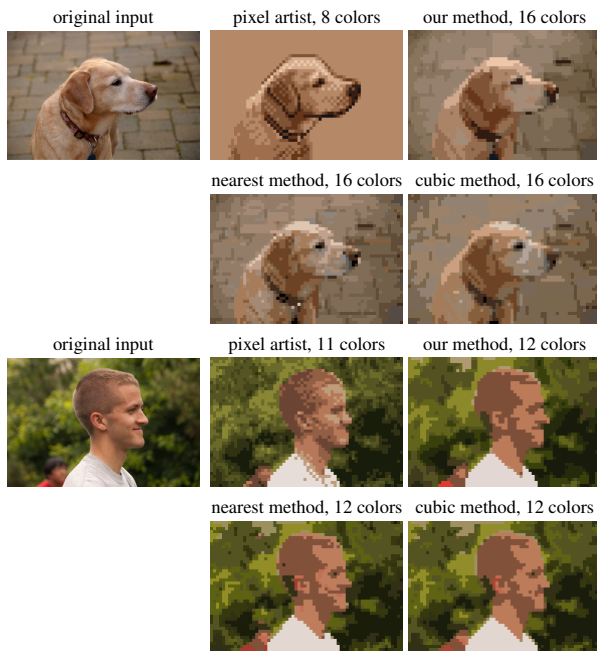 original input
pixel artist, 8 colors
our method, 16 colors
nearest method, 16 colors
cubic method, 16 colors
original input
pixel artist, 11 colors
our method, 12 colors
nearest method, 12 colors
cubic method, 12 colors